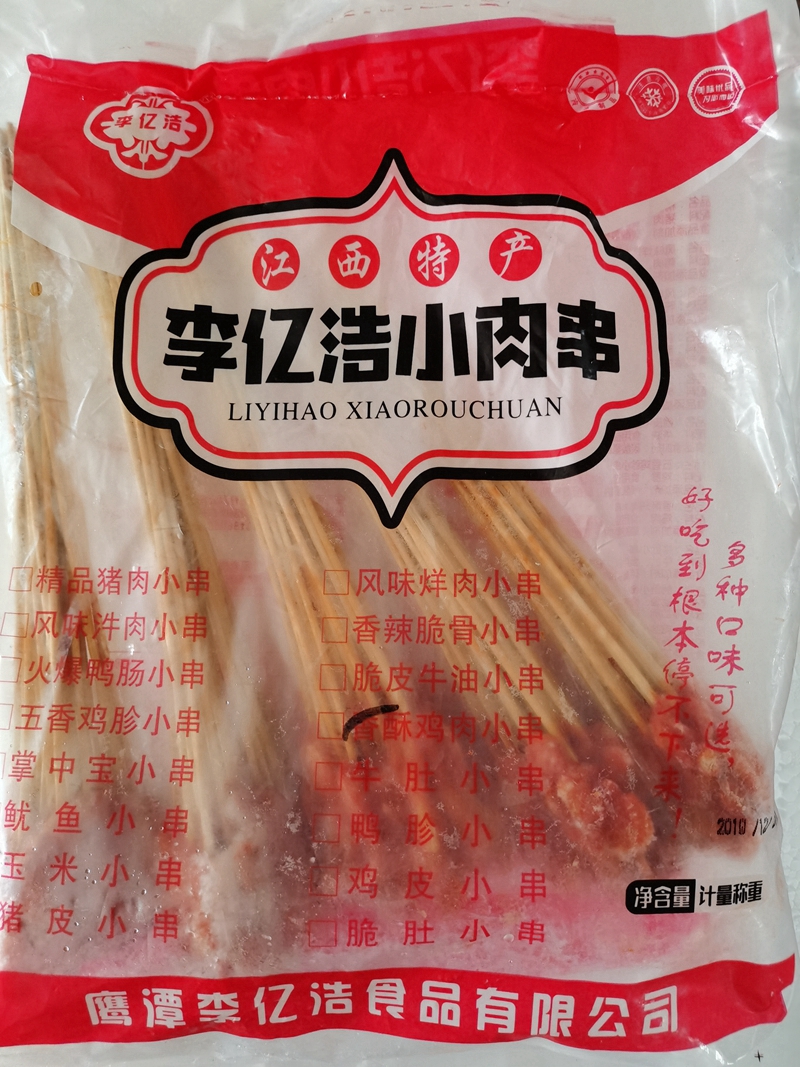 李亿浩
美味优品
江西特产
李亿浩小肉串
LIYIHAO XIAOROUCHUAN
好吃到根本停不下来！
多种口味可选，
□精品猪肉小串
□风味牪肉小串
□火爆鸭肠小串
□五香鸡胗小串
掌中宝小串
鱿鱼小串
玉米小串
猪皮小串
□风味烊肉小串
□香辣脆骨小串
□脆皮牛油小串
□香酥鸡肉小串
□牛肚小串
□鸭胗小串
□鸡皮小串
□脆肚小串
净含量 计量称重
鹰潭李亿浩食品有限公司